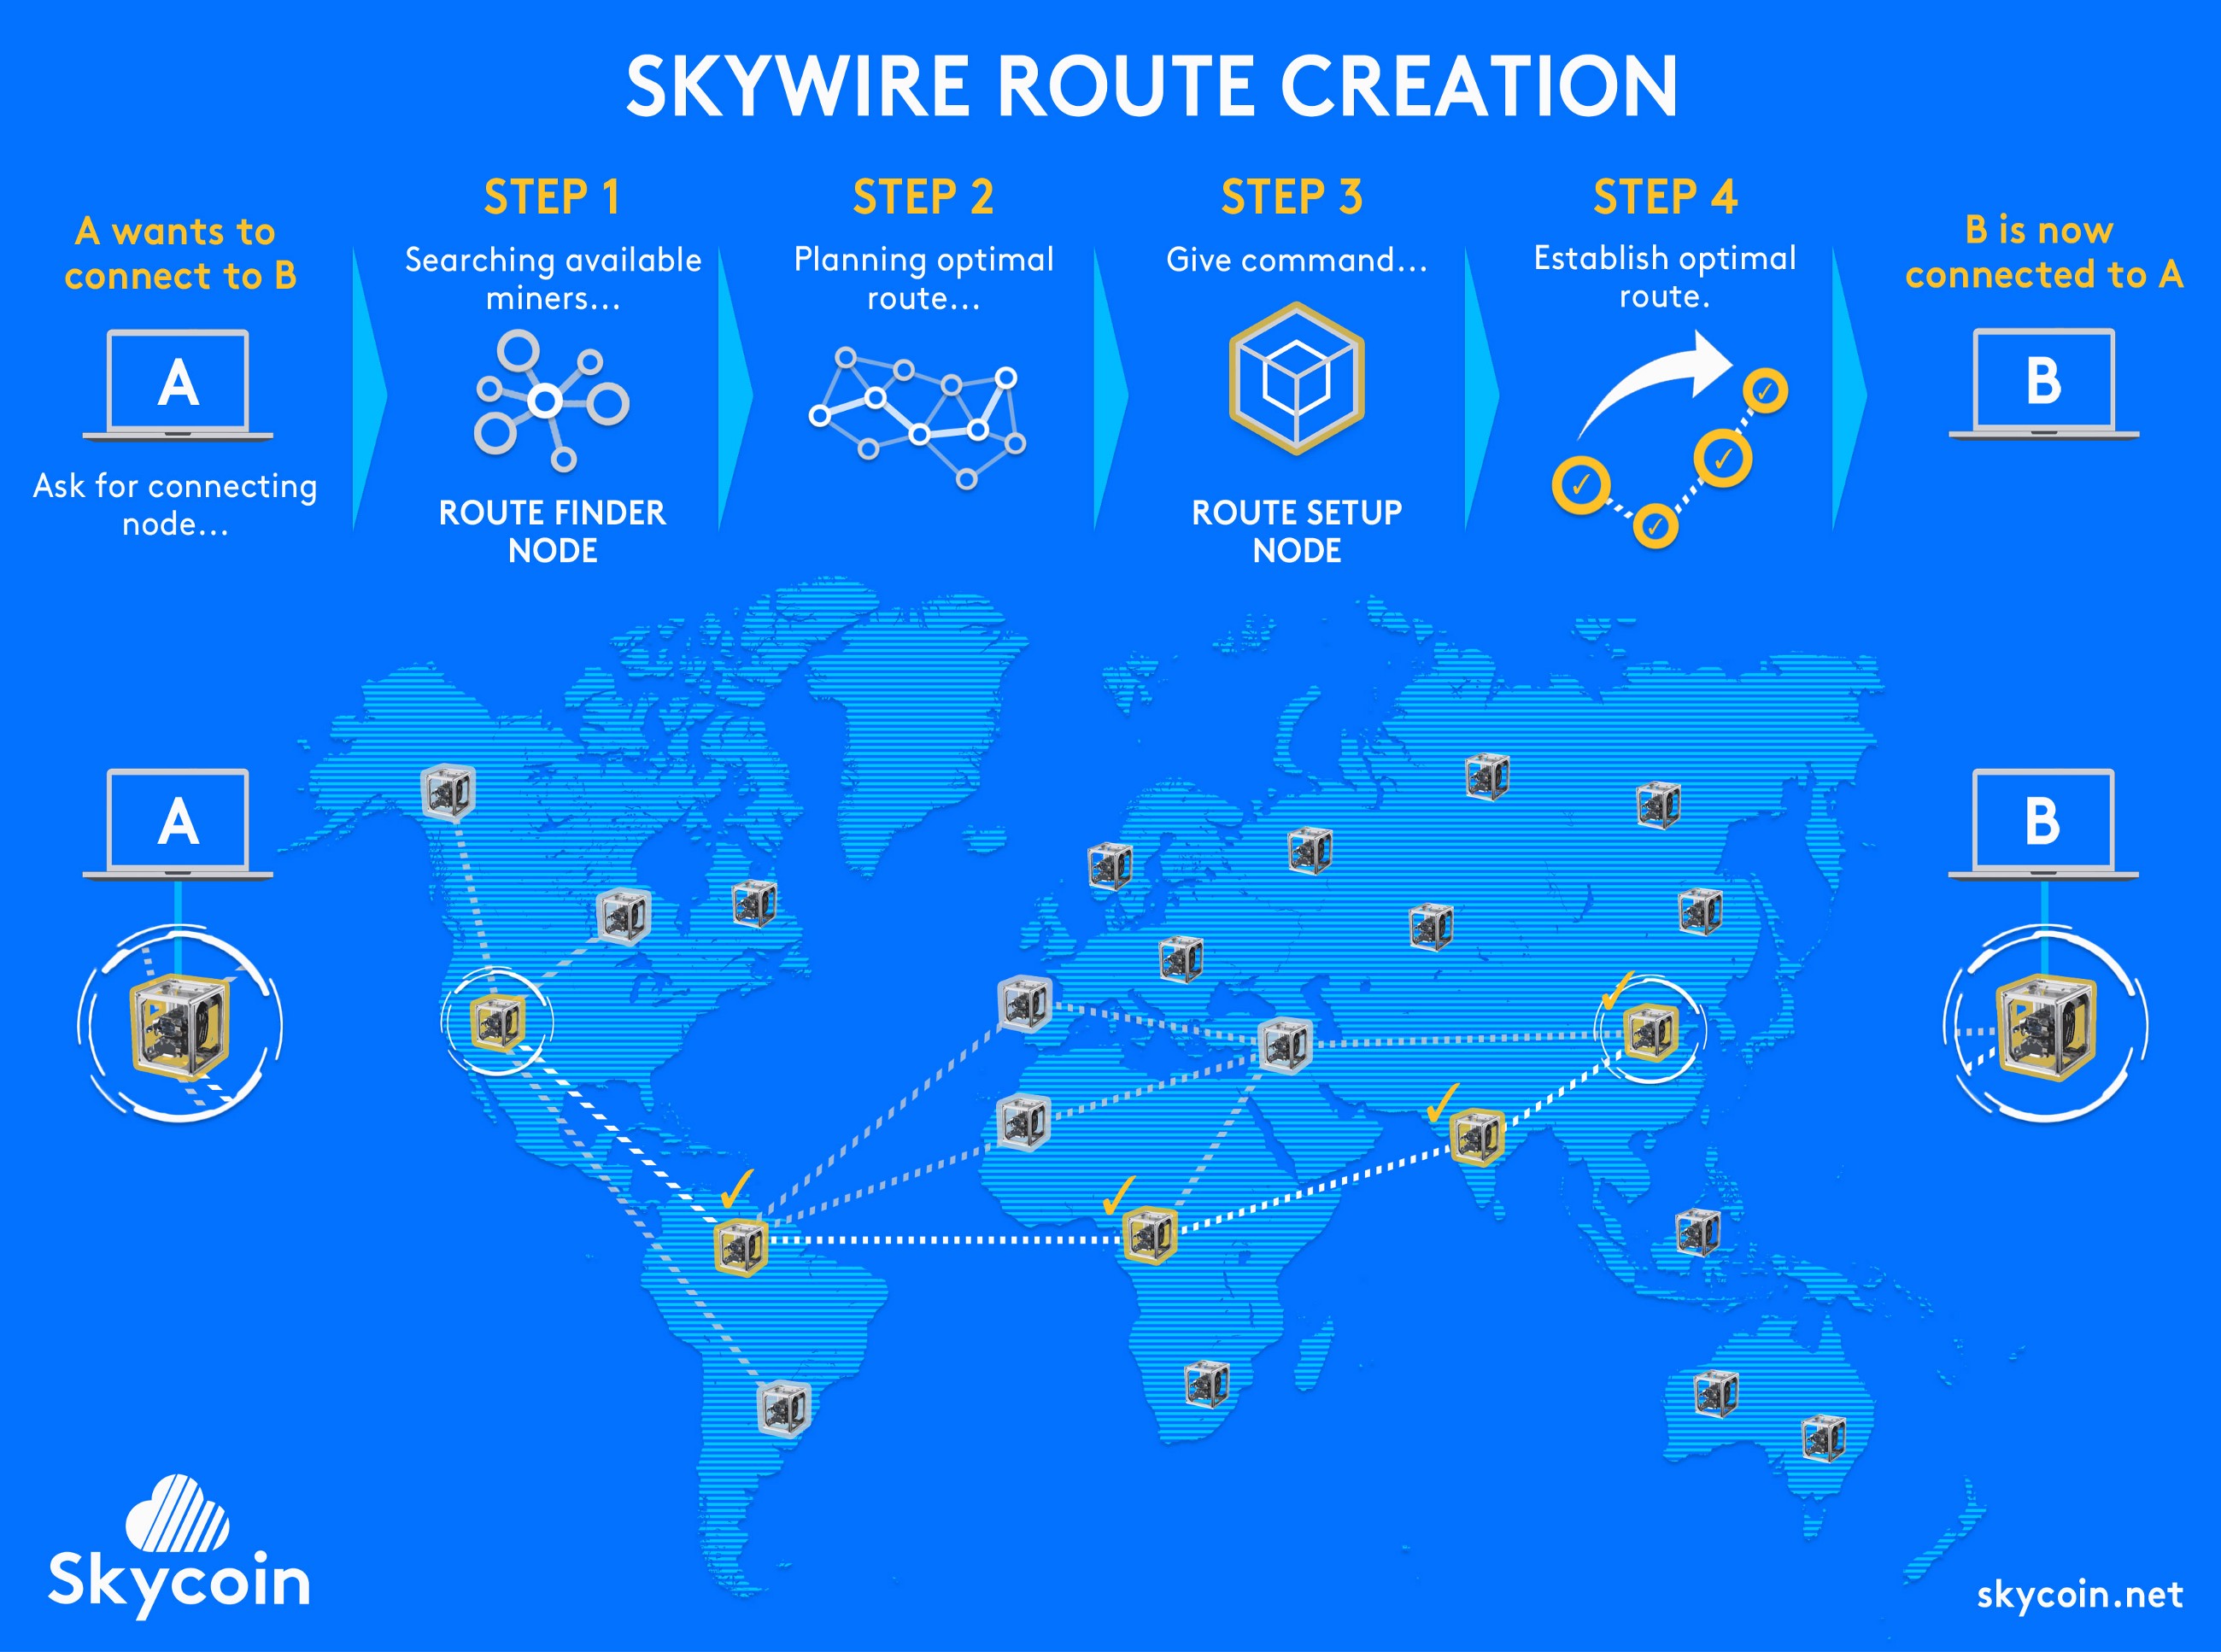 SKYWIRE ROUTE CREATION
A wants to
connect to B
A
Ask for connecting
node...
STEP 1
Searching available
miners...
ROUTE FINDER
NODE
STEP 2
Planning optimal
route...
STEP 3
Give command...
ROUTE SETUP
NODE
STEP 4
Establish optimal
route.
B is now
connected to A
B
A
B
Skycoin
skycoin.net